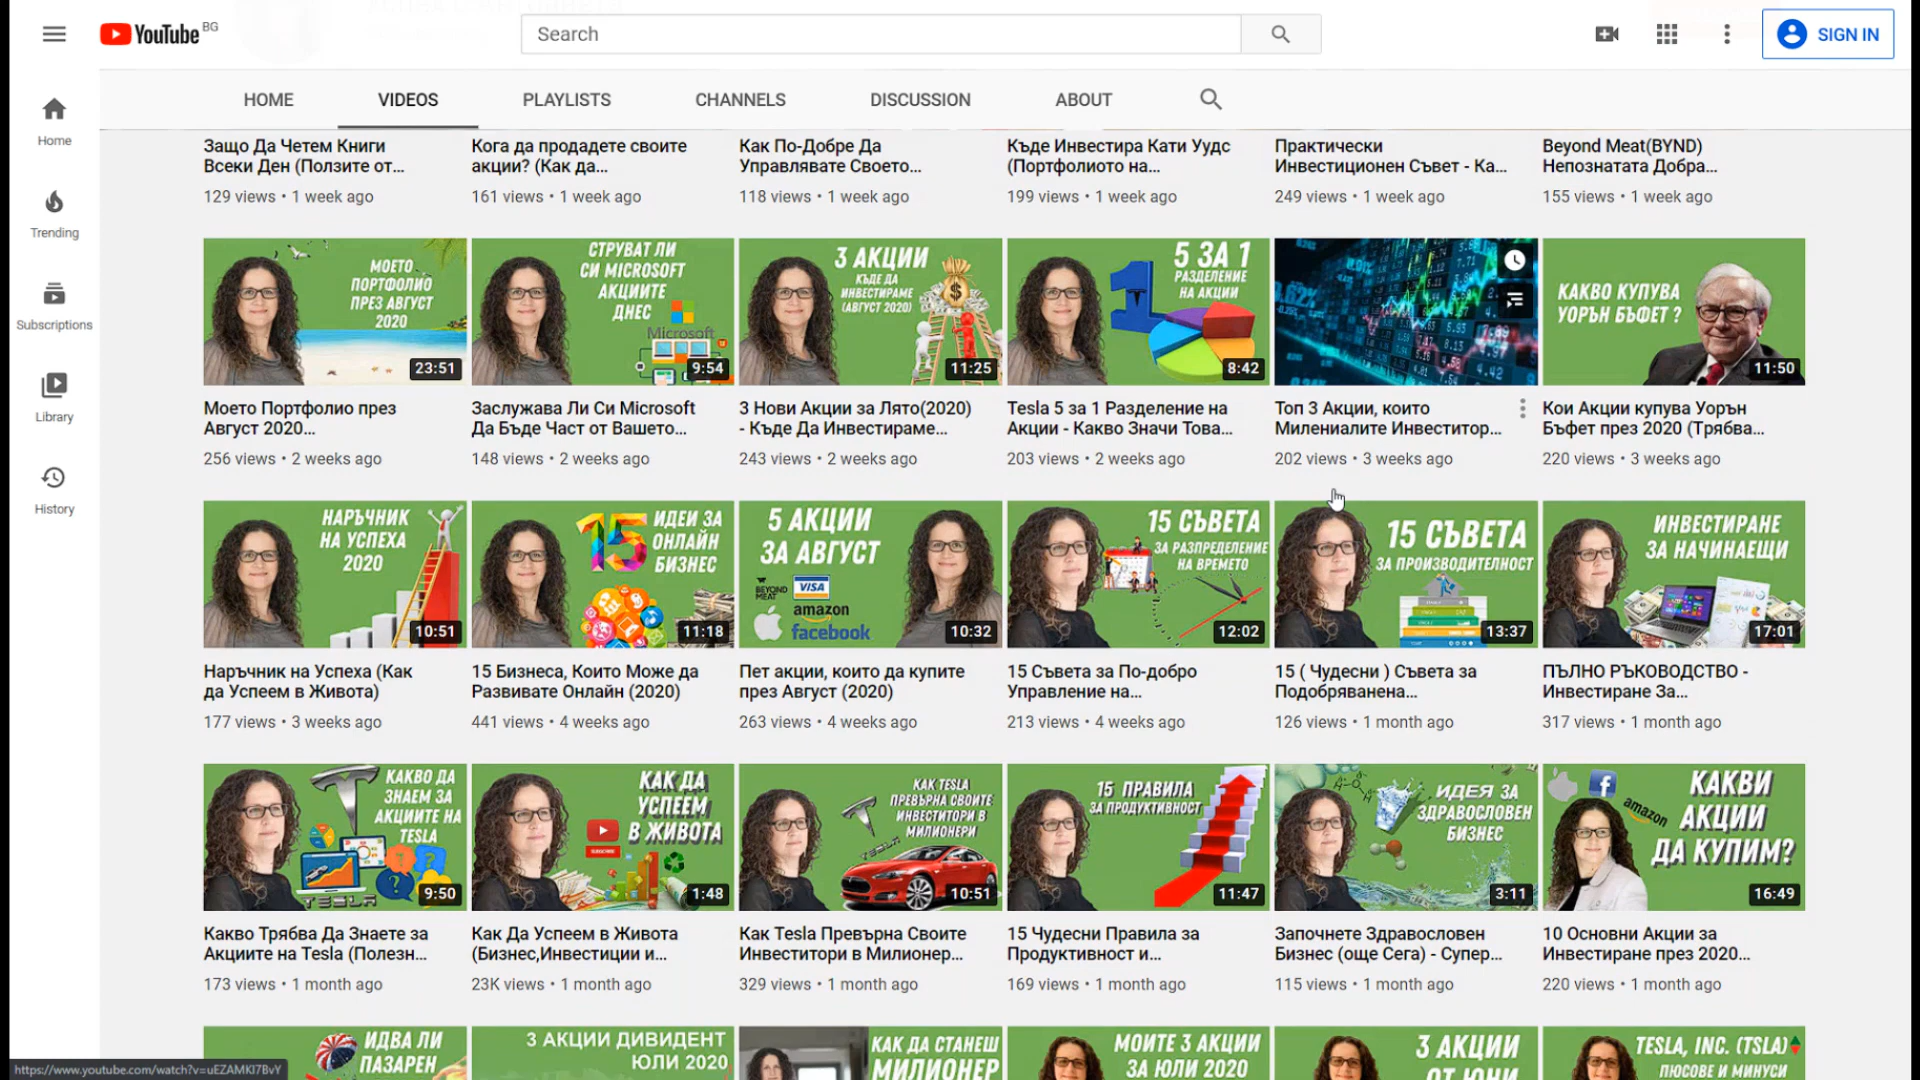 YouTube BG
Search
SIGN IN
HOME
VIDEOS
PLAYLISTS
CHANNELS
DISCUSSION
ABOUT
Home
Trending
Subscriptions
Library
History
Защо Да Четем Книги
Всеки Ден (Ползите от...
129 views • 1 week ago
Кога да продадете своите
акции? (Как да...
161 views • 1 week ago
Как По-Добре Да
Управлявате Своето...
118 views • 1 week ago
Къде Инвестира Кати Уудс
(Портфолиото на...
199 views • 1 week ago
Практически
Инвестиционен Съвет - Ка...
249 views • 1 week ago
Beyond Meat(BYND)
Непознатата Добра...
155 views • 1 week ago
МОЕТО
ПОРТФОЛИО
ПРЕЗ АВГУСТ
2020
23:51
Моето Портфолио през
Август 2020...
256 views • 2 weeks ago
СТРУВАТ ЛИ
СИ MICROSOFT
АКЦИИТЕ
ДНЕС
Microsoft
9:54
Заслужава Ли Си Microsoft
Да Бъде Част от Вашето...
148 views • 2 weeks ago
3 АКЦИИ
КЪДЕ ДА
ИНВЕСТИРАМЕ
(АВГУСТ 2020)
11:25
3 Нови Акции за Лято(2020)
- Къде Да Инвестираме...
243 views • 2 weeks ago
5 ЗА 1
РАЗДЕЛЕНИЕ
НА АКЦИИ
8:42
Tesla 5 за 1 Разделение на
Акции - Какво Значи Това...
203 views • 2 weeks ago
Топ 3 Акции, които
Милениалите Инвеститор...
202 views • 3 weeks ago
КАКВО КУПУВА
УОРЪН БЪФЕТ ?
11:50
Кои Акции купува Уорън
Бъфет през 2020 (Трябва...
220 views • 3 weeks ago
НАРЪЧНИК
НА УСПЕХА
2020
10:51
Наръчник на Успеха (Как
да Успеем в Живота)
177 views • 3 weeks ago
15
ИДЕИ ЗА
ОНЛАЙН
БИЗНЕС
11:18
15 Бизнеса, Които Може да
Развивате Онлайн (2020)
441 views • 4 weeks ago
5 АКЦИИ
ЗА АВГУСТ
BEYOND MEAT
VISA
amazon
facebook
10:32
Пет акции, които да купите
през Август (2020)
263 views • 4 weeks ago
15 СЪВЕТА
ЗА РАЗПРЕДЕЛЕНИЕ
НА ВРЕМЕТО
12:02
15 Съвета за По-добро
Управление на...
213 views • 4 weeks ago
15 СЪВЕТА
ЗА ПРОИЗВОДИТЕЛНОСТ
13:37
15 ( Чудесни ) Съвета за
Подобряванена...
126 views • 1 month ago
ИНВЕСТИРАНЕ
ЗА НАЧИНАЕЩИ
17:01
ПЪЛНО РЪКОВОДСТВО -
Инвестиране За...
317 views • 1 month ago
КАКВО ДА
ЗНАЕМ ЗА
АКЦИИТЕ НА
TESLA
TESLA
9:50
Какво Трябва Да Знаете за
Акциите на Tesla (Полезн...
173 views • 1 month ago
КАК ДА
УСПЕЕМ
В ЖИВОТА
SUBSCRIBE
1:48
Как Да Успеем в Живота
(Бизнес,Инвестиции и...
23K views • 1 month ago
КАК TESLA
ПРЕВЪРНА СВОИТЕ
ИНВЕСТИТОРИ В
МИЛИОНЕРИ
TESLA
10:51
Как Tesla Превърна Своите
Инвеститори в Милионер...
329 views • 1 month ago
15 ПРАВИЛА
ЗА ПРОДУКТИВНОСТ
11:47
15 Чудесни Правила за
Продуктивност и...
169 views • 1 month ago
ИДЕЯ ЗА
ЗДРАВОСЛОВЕН
БИЗНЕС
3:11
Започнете Здравословен
Бизнес (още Сега) - Супер...
115 views • 1 month ago
amazon
КАКВИ
АКЦИИ
ДА КУПИМ?
16:49
10 Основни Акции за
Инвестиране през 2020...
220 views • 1 month ago
ИДВА ЛИ
ПАЗАРЕН
3 АКЦИИ ДИВИДЕНТ
ЮЛИ 2020
КАК ДА СТАНЕШ
МИЛИОНЕР
МОИТЕ 3 АКЦИИ
ЗА ЮЛИ 2020
3 АКЦИИ
ОТ ЮНИ
TESLA, INC. (TSLA)
ПЛЮСОВЕ И МИНУСИ
https://www.youtube.com/watch?v=uEZAMKI7BvY